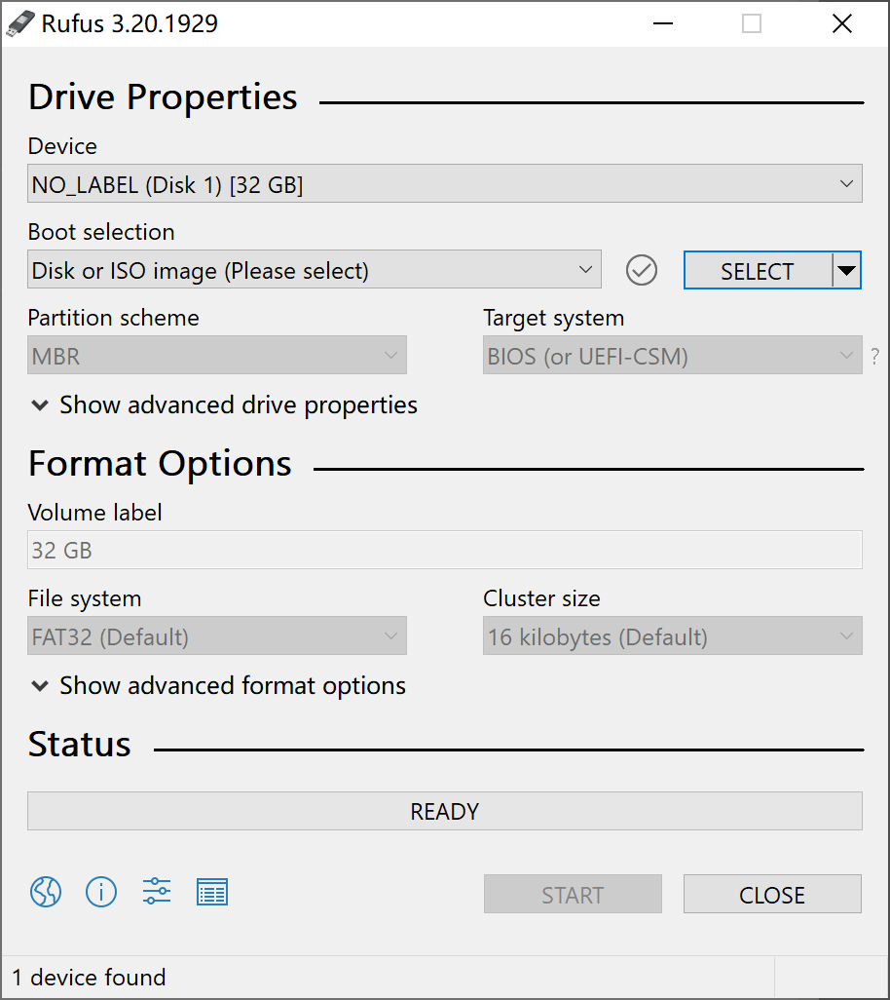 Rufus 3.20.1929
Drive Properties
Device
NO_LABEL (Disk 1) [32 GB]
Boot selection
Disk or ISO image (Please select)
SELECT
Partition scheme
Target system
MBR
BIOS (or UEFI-CSM)
?
Show advanced drive properties
Format Options
Volume label
32 GB
File system
Cluster size
FAT32 (Default)
16 kilobytes (Default)
Show advanced format options
Status
READY
START
CLOSE
1 device found